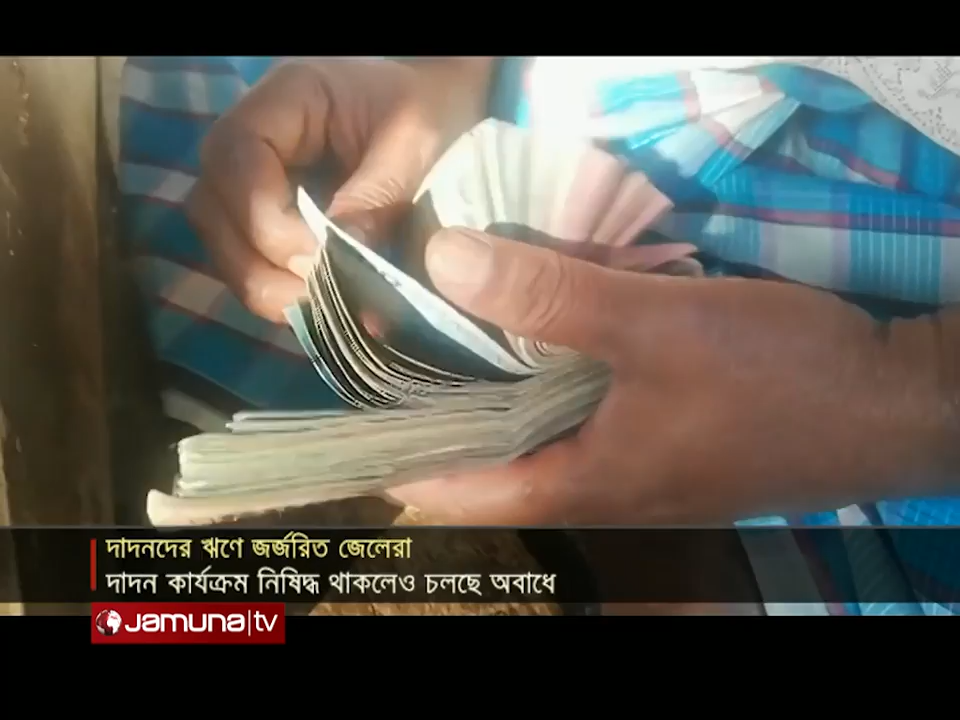 দাদনদের ঋণে জর্জরিত জেলেরা
দাদন কার্যক্রম নিষিদ্ধ থাকলেও চলছে অবাধে
Jamuna|tv